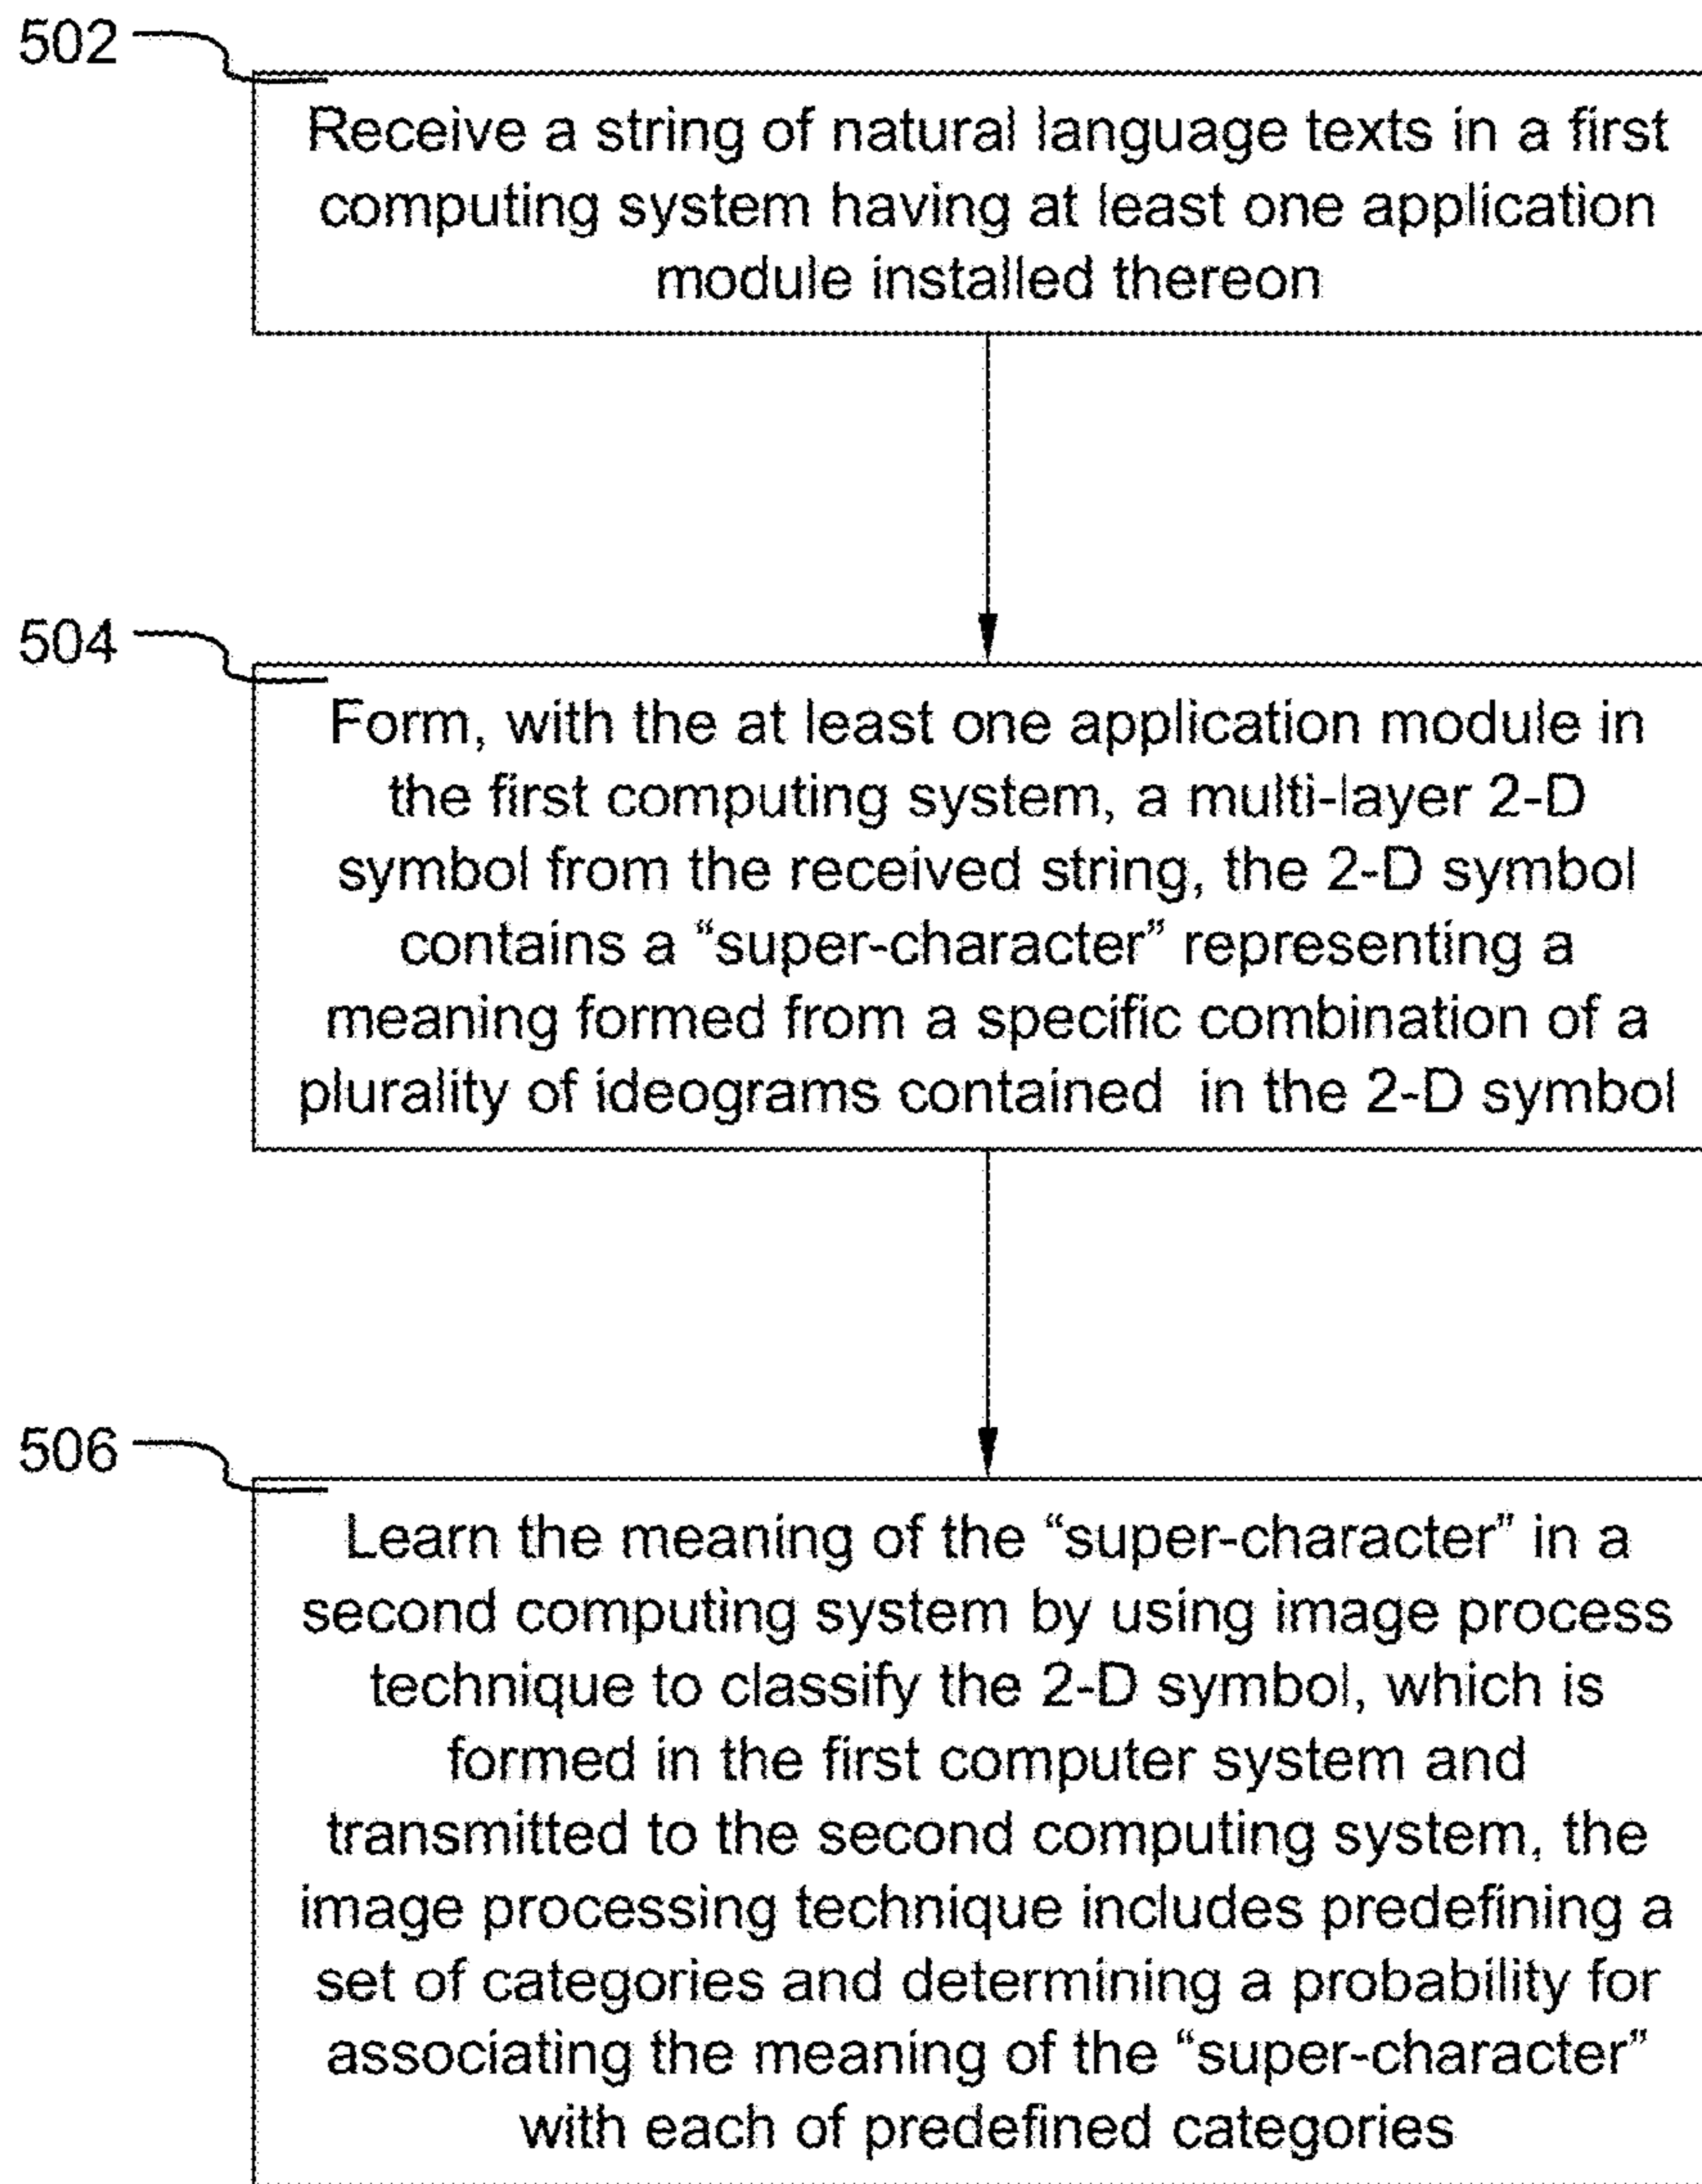 502
Receive a string of natural language texts in a first
computing system having at least one application
module installed thereon
504
Form, with the at least one application module in
the first computing system, a multi-layer 2-D
symbol from the received string, the 2-D symbol
contains a “super-character” representing a
meaning formed from a specific combination of a
plurality of ideograms contained in the 2-D symbol
506
Learn the meaning of the “super-character” in a
second computing system by using image process
technique to classify the 2-D symbol, which is
formed in the first computer system and
transmitted to the second computing system, the
image processing technique includes predefining a
set of categories and determining a probability for
associating the meaning of the “super-character”
with each of predefined categories